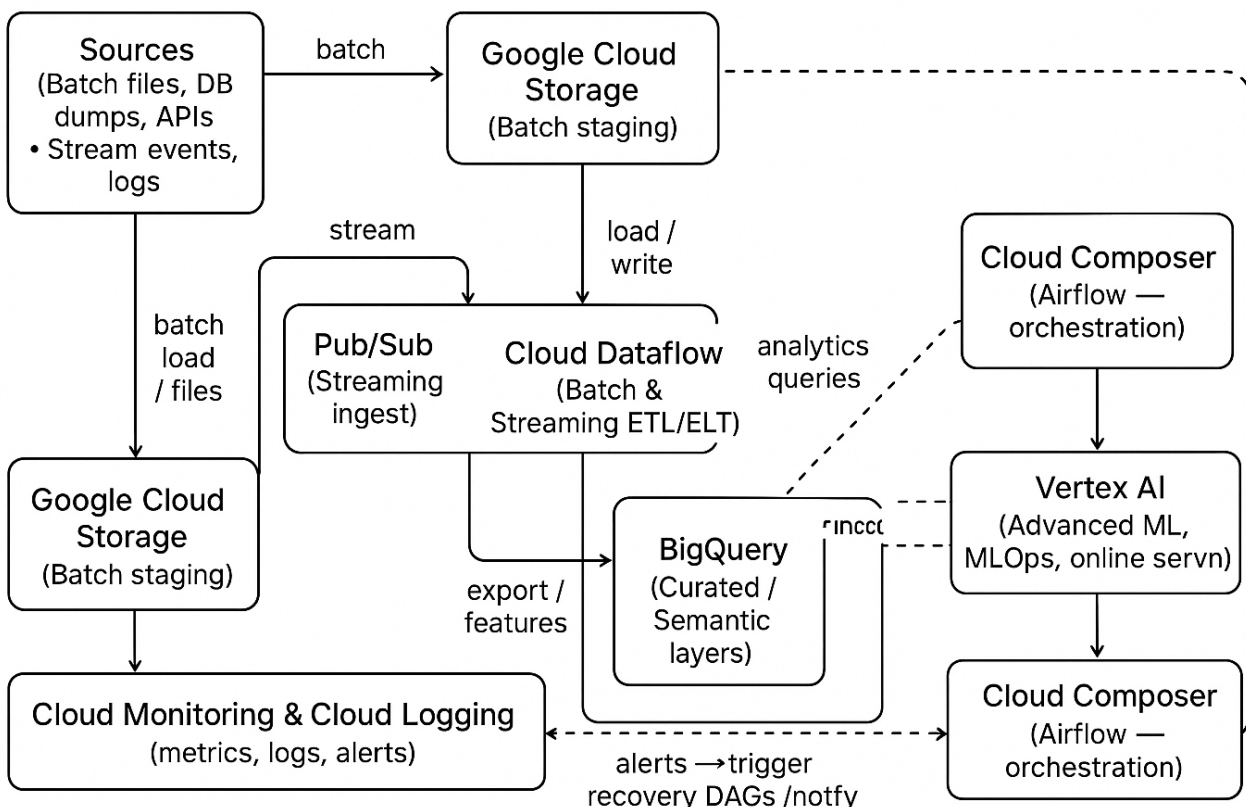 Sources
(Batch files, DB
dumps, APIs
• Stream events,
logs
batch
Google Cloud
Storage
(Batch staging)
stream
load /
write
batch
load
/ files
Pub/Sub
(Streaming
ingest)
Cloud Dataflow
(Batch &
Streaming ETL/ELT)
analytics
queries
Cloud Composer
(Airflow —
orchestration)
Google Cloud
Storage
(Batch staging)
export /
features
BigQuery
(Curated /
Semantic
layers)
Vertex AI
(Advanced ML,
MLOps, online servn)
Cloud Monitoring & Cloud Logging
(metrics, logs, alerts)
alerts → trigger
recovery DAGs /notfy
Cloud Composer
(Airflow —
orchestration)